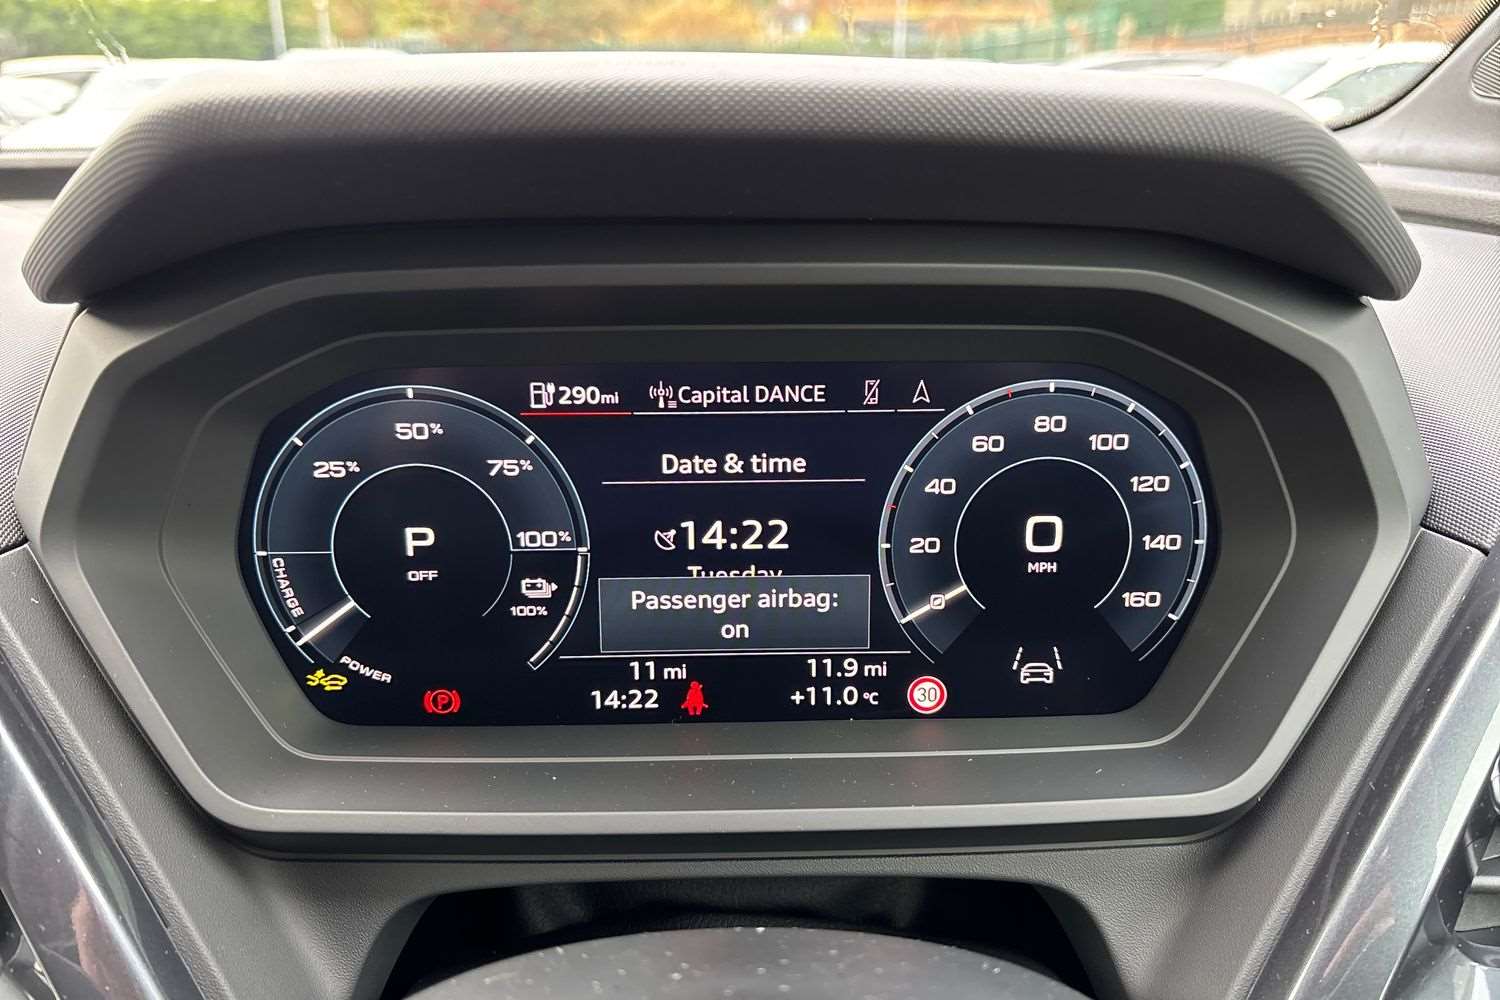 290mi Capital DANCE
Date & time
14:22
Tuesday
Passenger airbag:
on
11 mi
11.9 mi
14:22
+11.0 °C
25%
50%
75%
100%
P
OFF
CHARGE
100%
POWER
P
0
20
40
60
80
100
120
140
160
0
MPH
30